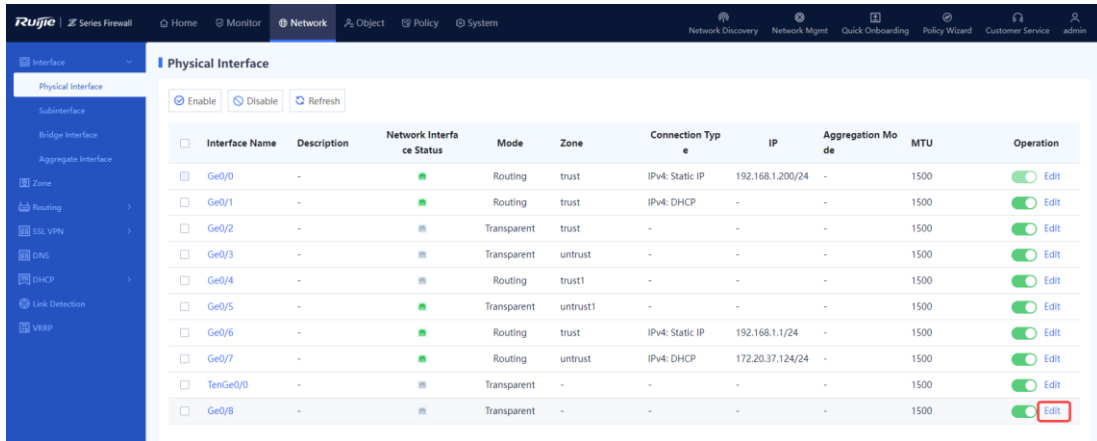 Ruijie | Z Series Firewall
Home Monitor Network Object Policy System
Network Discovery Network Mgmt Quick Onboarding Policy Wizard Customer Service admin
Interface
Physical Interface
Subinterface
Bridge Interface
Aggregate Interface
Zone
Routing
SSL VPN
DNS
DHCP
Link Detection
VRRP
Physical Interface
Enable Disable Refresh
Interface Name Description Network Interfa Mode Zone Connection Typ IP Aggregation Mo MTU Operation
ce Status e de
Ge0/0 - Routing trust IPv4: Static IP 192.168.1.200/24 - 1500 Edit
Ge0/1 - Routing trust IPv4: DHCP - - 1500 Edit
Ge0/2 - Transparent trust - - - 1500 Edit
Ge0/3 - Transparent untrust - - - 1500 Edit
Ge0/4 - Routing trust1 - - - 1500 Edit
Ge0/5 - Transparent untrust1 - - - 1500 Edit
Ge0/6 - Routing trust IPv4: Static IP 192.168.1.1/24 - 1500 Edit
Ge0/7 - Routing untrust IPv4: DHCP 172.20.37.124/24 - 1500 Edit
TenGe0/0 - Transparent - - - - 1500 Edit
Ge0/8 - Transparent - - - - 1500 Edit